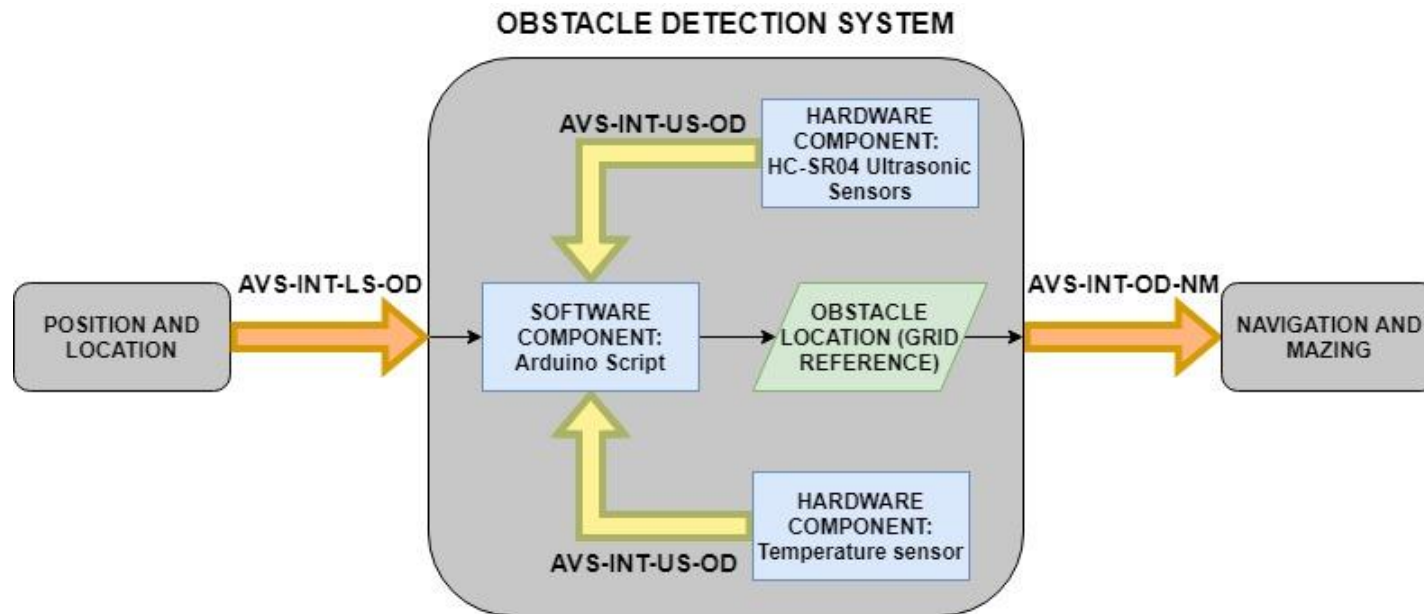 OBSTACLE DETECTION SYSTEM
AVS-INT-US-OD
HARDWARE
COMPONENT:
HC-SR04 Ultrasonic
Sensors
AVS-INT-LS-OD
AVS-INT-OD-NM
POSITION AND
LOCATION
SOFTWARE
COMPONENT:
Arduino Script
OBSTACLE
LOCATION (GRID
REFERENCE)
NAVIGATION AND
MAZING
HARDWARE
COMPONENT:
Temperature sensor
AVS-INT-US-OD